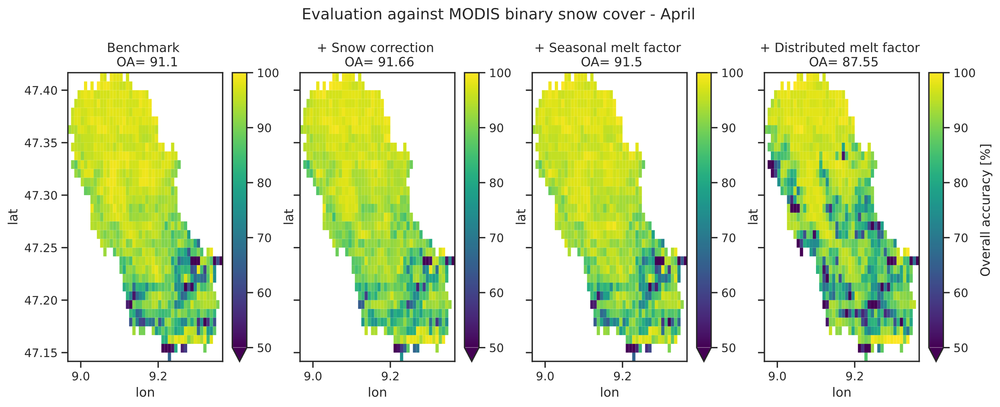 Evaluation against MODIS binary snow cover - April
Benchmark
OA= 91.1
+ Snow correction
OA= 91.66
+ Seasonal melt factor
OA= 91.5
+ Distributed melt factor
OA= 87.55
47.40
47.35
47.30
47.25
47.20
47.15
lat
9.0
9.2
lon
100
90
80
70
60
50
lat
9.0
9.2
lon
100
90
80
70
60
50
lat
9.0
9.2
lon
100
90
80
70
60
50
lat
9.0
9.2
lon
100
90
80
70
60
50
Overall accuracy [%]